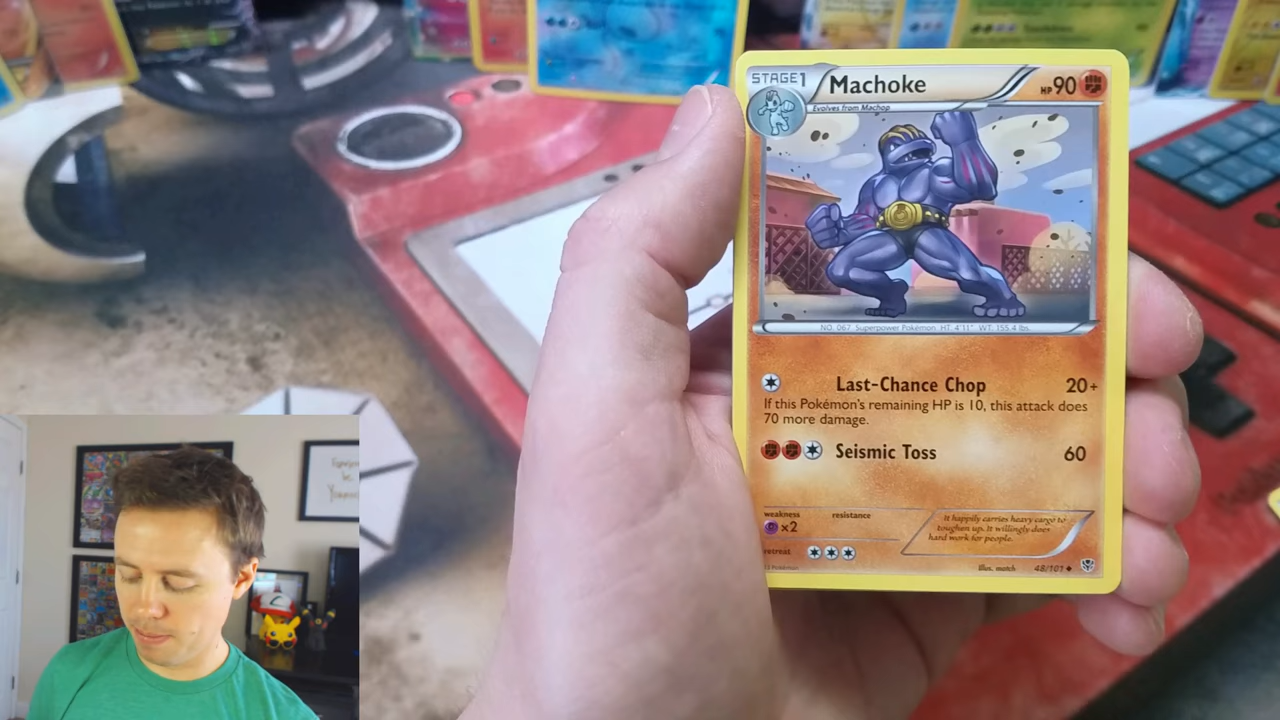 STAGE1
Machoke
HP90
Evolves from Machop
NO. 067 Superpower Pokémon HT. 4'11" WT. 155.4 lbs.
Last-Chance Chop 20+
If this Pokémon's remaining HP is 10, this attack does
70 more damage.
Seismic Toss 60
weakness resistance
×2
It happily carries heavy cargo to
toughen up. It willingly does
hard work for people.
retreat
Illus. match 48/101